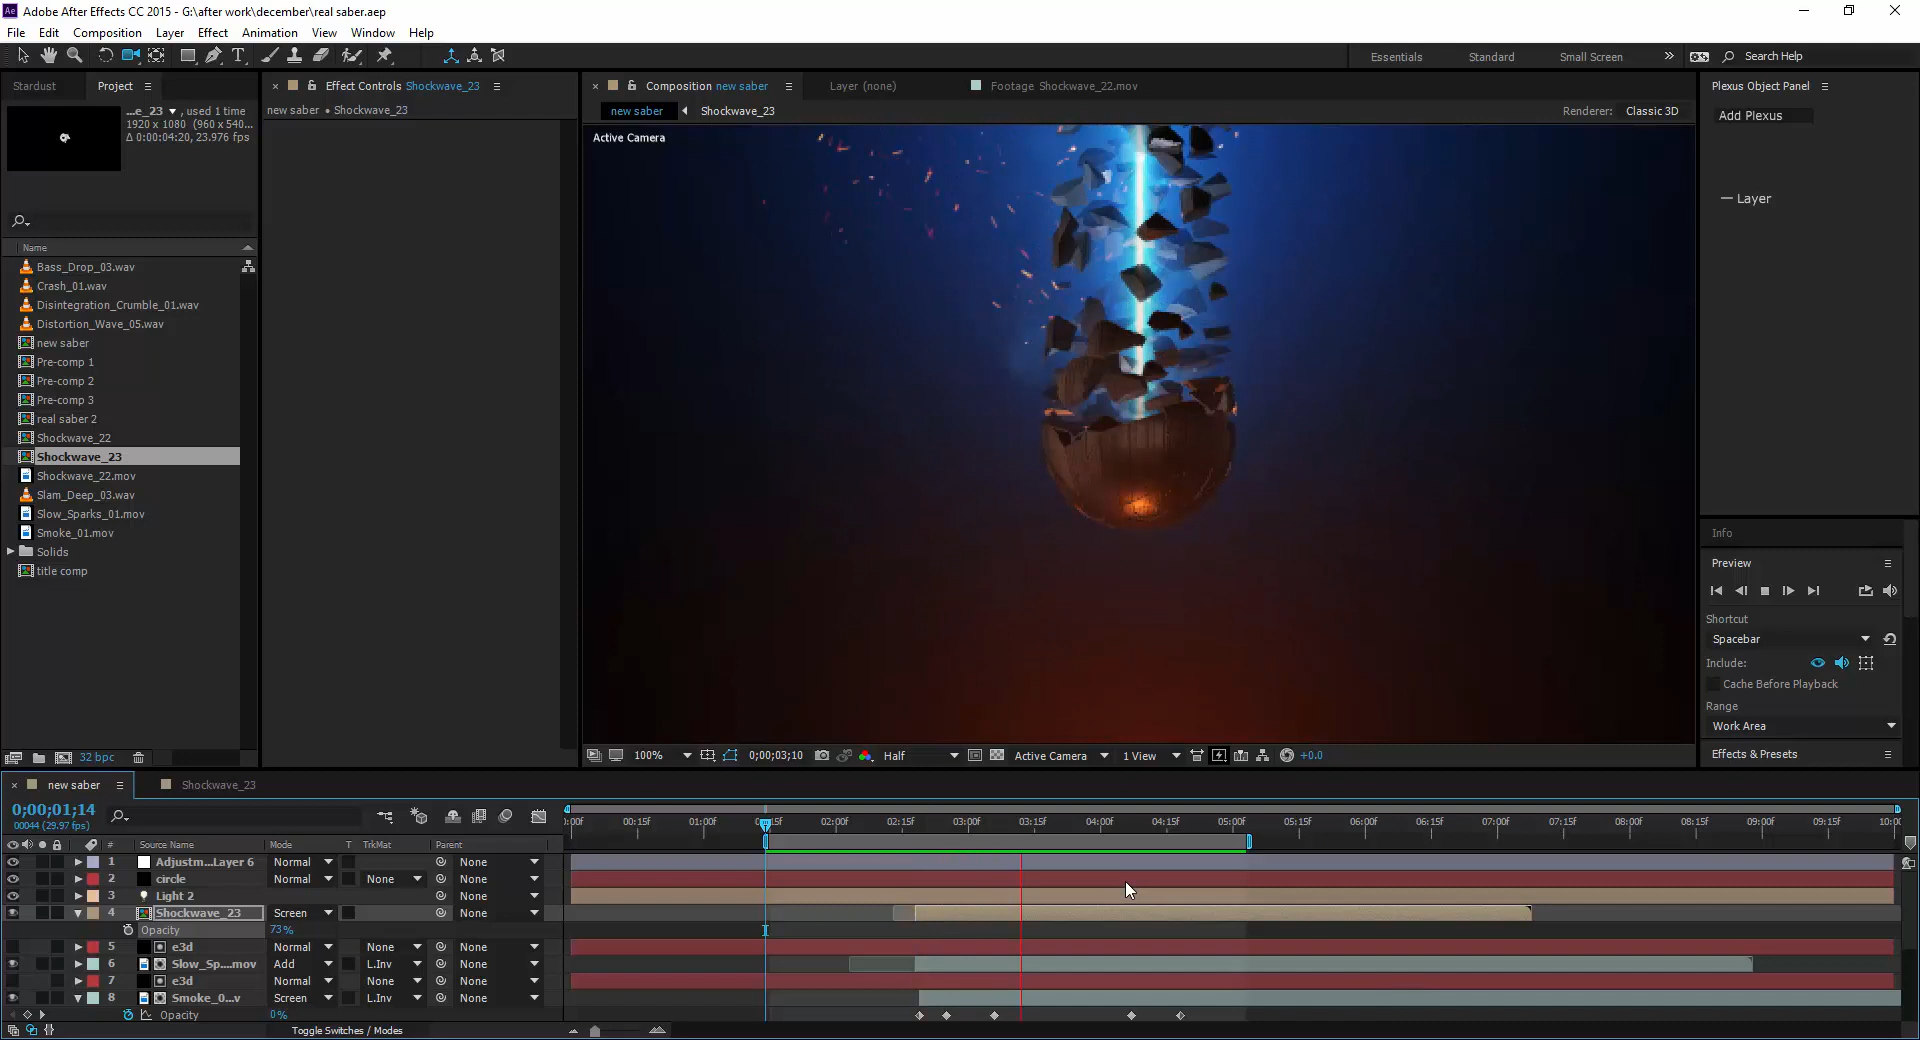 Adobe After Effects CC 2015 - G:\after work\december\real saber.aep
File Edit Composition Layer Effect Animation View Window Help
Essentials Standard Small Screen Search Help
Stardust Project
...e_23 , used 1 time
1920 x 1080 (960 x 540...
Δ 0:00:04:20, 23.976 fps
Name
Bass_Drop_03.wav
Crash_01.wav
Disintegration_Crumble_01.wav
Distortion_Wave_05.wav
new saber
Pre-comp 1
Pre-comp 2
Pre-comp 3
real saber 2
Shockwave_22
Shockwave_23
Shockwave_22.mov
Slam_Deep_03.wav
Slow_Sparks_01.mov
Smoke_01.mov
Solids
title comp
32 bpc
Effect Controls Shockwave_23
new saber • Shockwave_23
Composition new saber Layer (none) Footage Shockwave_22.mov
new saber Shockwave_23 Renderer: Classic 3D
Active Camera
100% 0;00;03;10 Half Active Camera 1 View +0.0
Plexus Object Panel
Add Plexus
Layer
Info
Preview
Shortcut
Spacebar
Include:
Cache Before Playback
Range
Work Area
Effects & Presets
new saber Shockwave_23
0;00;01;14
00044 (29.97 fps)
:00f 00:15f 01:00f 02:00f 02:15f 03:00f 03:15f 04:00f 04:15f 05:00f 05:15f 06:00f 06:15f 07:00f 07:15f 08:00f 08:15f 09:00f 09:15f 10:00
# Source Name Mode T TrkMat Parent
1 Adjustm...Layer 6 Normal None
2 circle Normal None None
3 Light 2 None
4 Shockwave_23 Screen None
Opacity 73%
5 e3d Normal None None
6 Slow_Sp....mov Add L.Inv None
7 e3d Normal None None
8 Smoke_0...v Screen L.Inv None
Opacity 0%
Toggle Switches / Modes